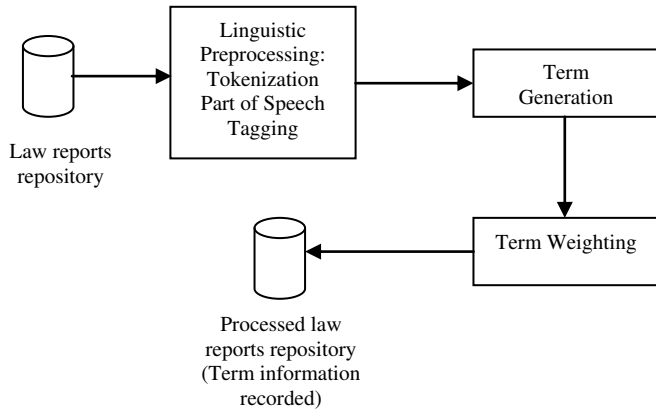 Linguistic
Preprocessing:
Tokenization
Part of Speech
Tagging
Term
Generation
Law reports
repository
Term Weighting
Processed law
reports repository
(Term information
recorded)